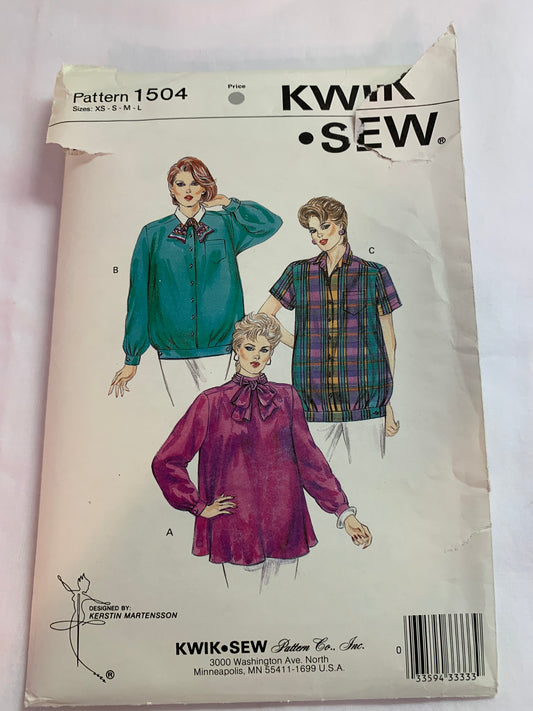 Pattern 1504
Sizes: XS - S - M - L
Price
KWIK
•SEW®
B
C
A
DESIGNED BY:
KERSTIN MARTENSSON
®
KWIK•SEW Pattern Co., Inc.
3000 Washington Ave. North
Minneapolis, MN 55411-1699 U.S.A.
0
33594 33333